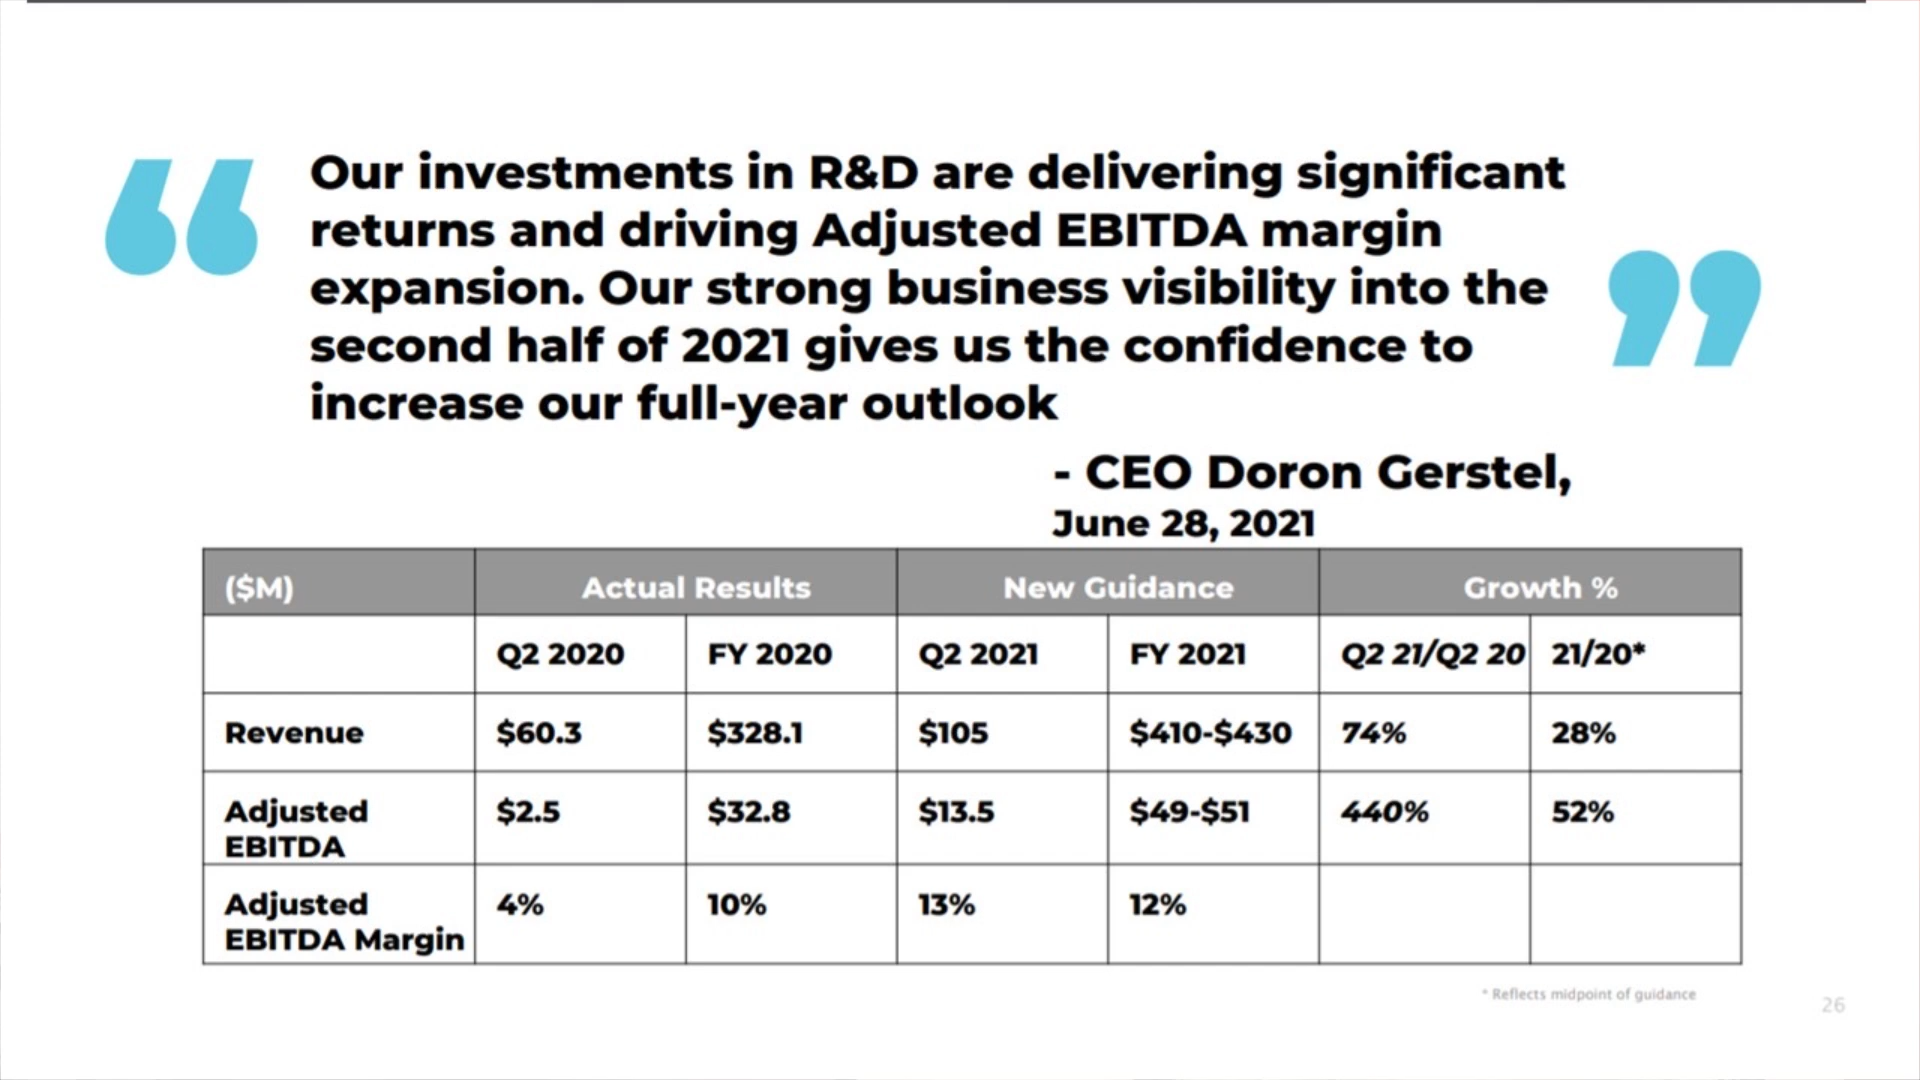 Our investments in R&D are delivering significant
returns and driving Adjusted EBITDA margin
expansion. Our strong business visibility into the
second half of 2021 gives us the confidence to
increase our full-year outlook
- CEO Doron Gerstel,
June 28, 2021
($M) Actual Results New Guidance Growth %
Q2 2020 FY 2020 Q2 2021 FY 2021 Q2 21/Q2 20 21/20*
Revenue $60.3 $328.1 $105 $410-$430 74% 28%
Adjusted $2.5 $32.8 $13.5 $49-$51 440% 52%
EBITDA
Adjusted 4% 10% 13% 12%
EBITDA Margin
* Reflects midpoint of guidance
26